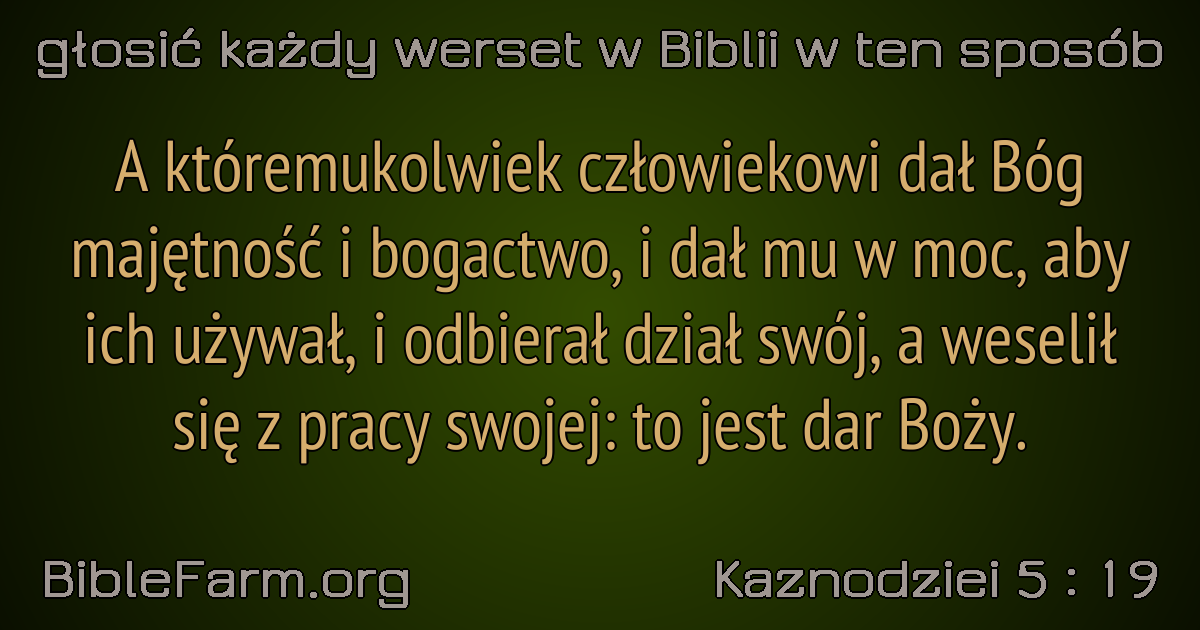 głosić każdy werset w Biblii w ten sposób
A któremukolwiek człowiekowi dał Bóg
majętność i bogactwo, i dał mu w moc, aby
ich używał, i odbierał dział swój, a weselił
się z pracy swojej: to jest dar Boży.
BibleFarm.org
Kaznodziei 5 : 19